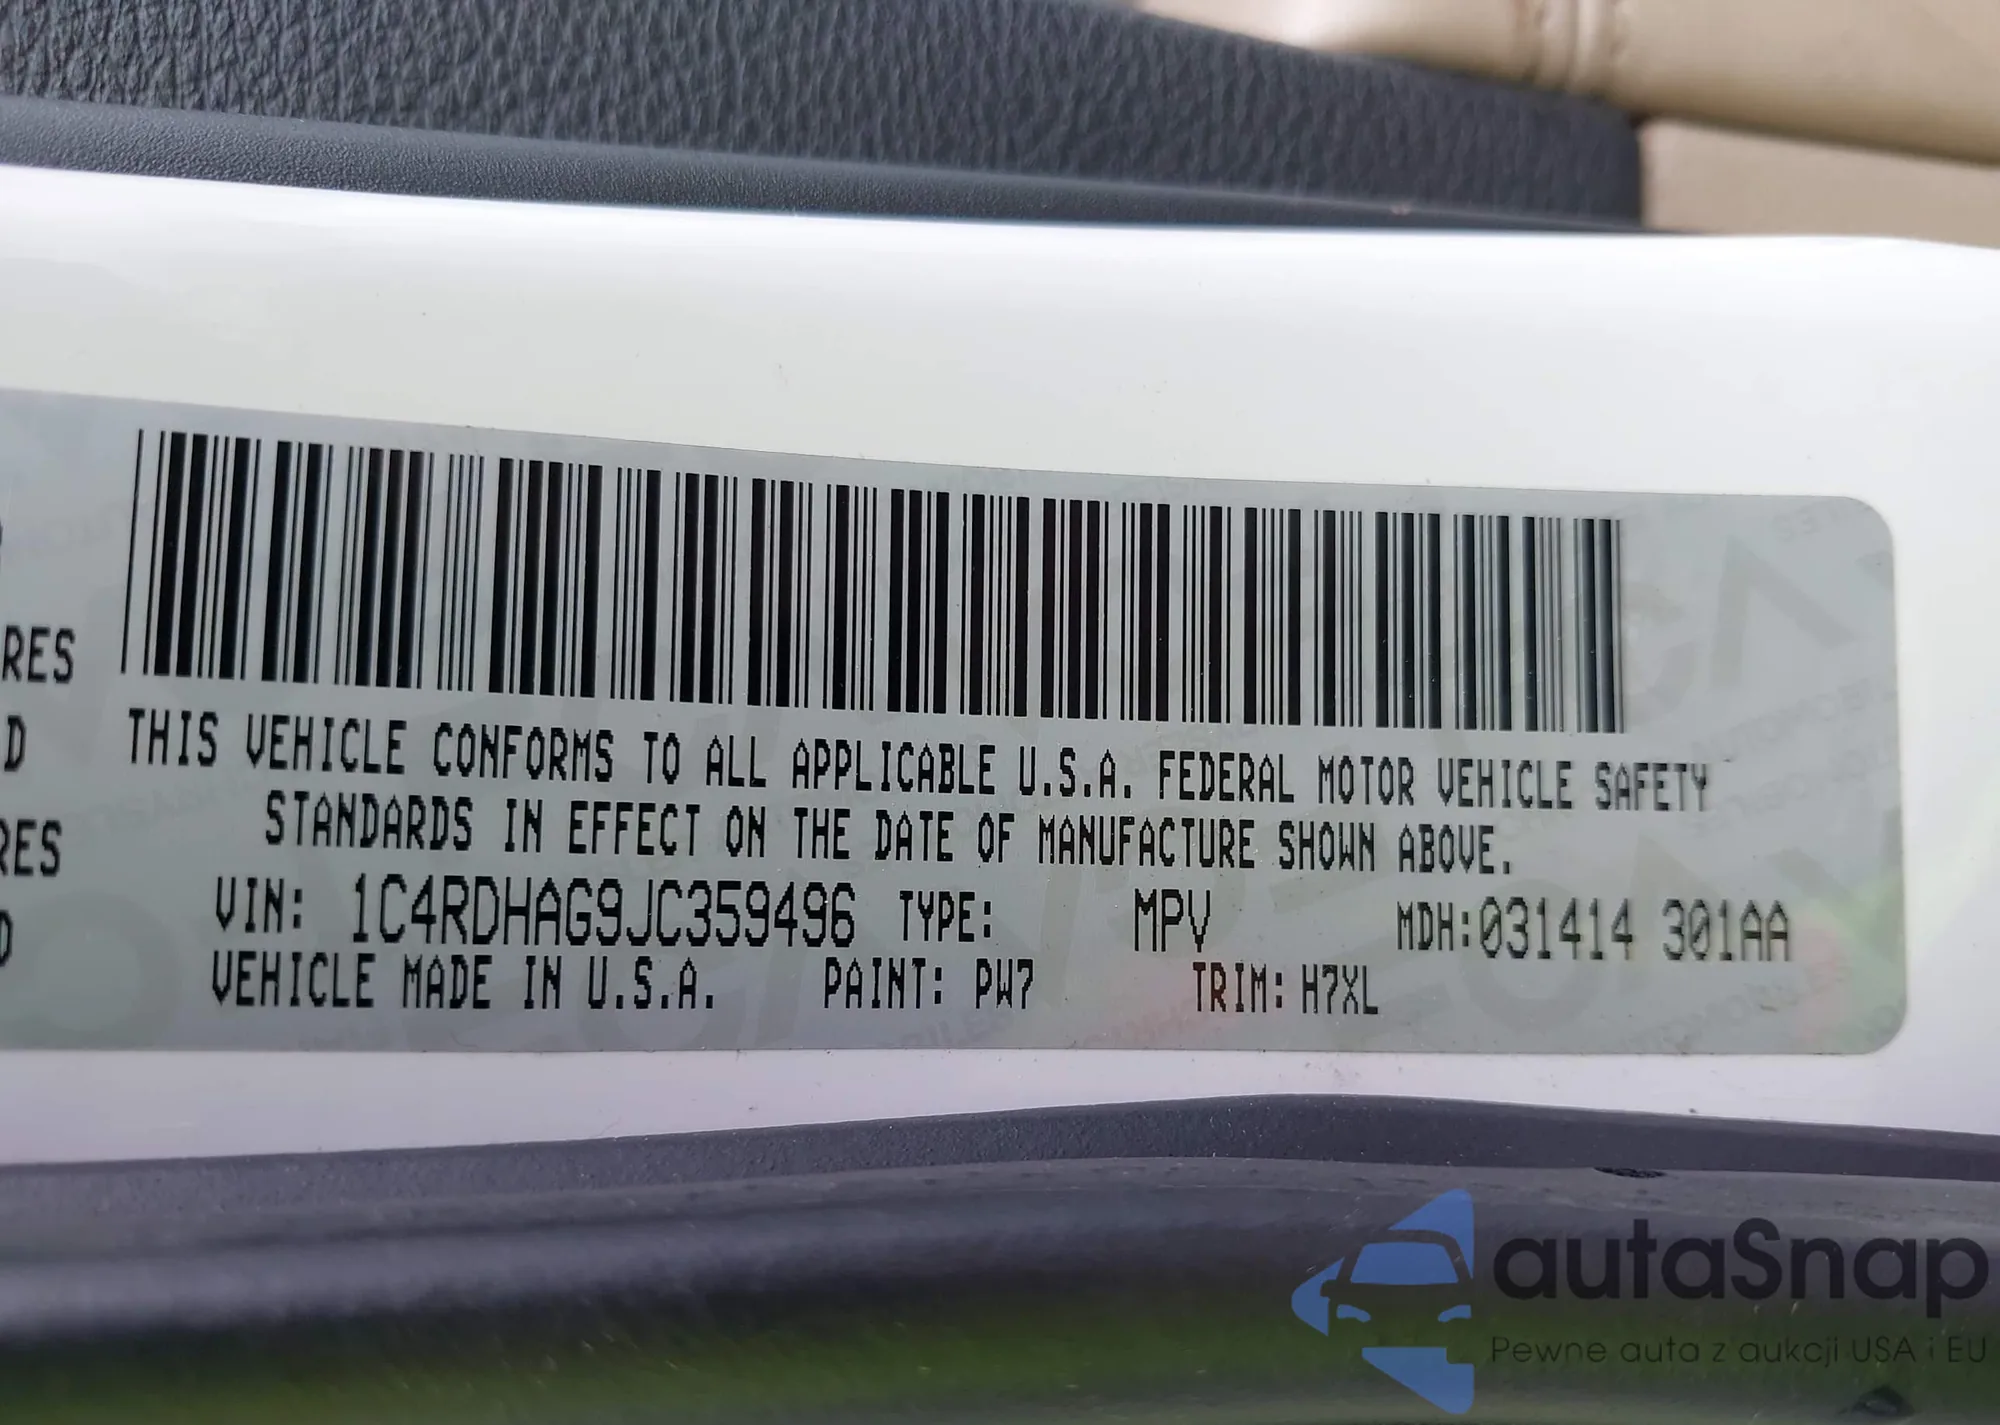 RES
D
RES
D
THIS VEHICLE CONFORMS TO ALL APPLICABLE U.S.A. FEDERAL MOTOR VEHICLE SAFETY
STANDARDS IN EFFECT ON THE DATE OF MANUFACTURE SHOWN ABOVE.
VIN: 1C4RDHAG9JC359496 TYPE: MPV MDH:031414 301AA
VEHICLE MADE IN U.S.A. PAINT: PW7 TRIM: H7XL
autaSnap
Pewne auta z aukcji USA i EU